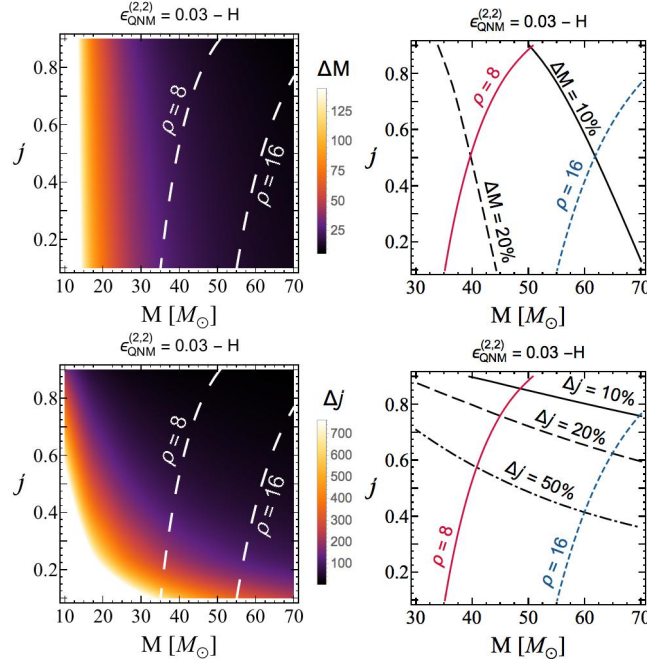 ϵ_QNM^(2,2) = 0.03 – H
ΔM
0.8
0.6
0.4
0.2
j
ρ = 8
ρ = 16
125
100
75
50
25
10 20 30 40 50 60 70
M [M⊙]
ϵ_QNM^(2,2) = 0.03 – H
0.8
0.6
0.4
0.2
j
ρ = 8
ΔM = 10%
ΔM = 20%
ρ = 16
30 40 50 60 70
M [M⊙]
ϵ_QNM^(2,2) = 0.03 – H
Δj
0.8
0.6
0.4
0.2
j
ρ = 8
ρ = 16
700
600
500
400
300
200
100
10 20 30 40 50 60 70
M [M⊙]
ϵ_QNM^(2,2) = 0.03 –H
0.8
0.6
0.4
0.2
j
Δj = 10%
Δj = 20%
Δj = 50%
ρ = 8
ρ = 16
30 40 50 60 70
M [M⊙]